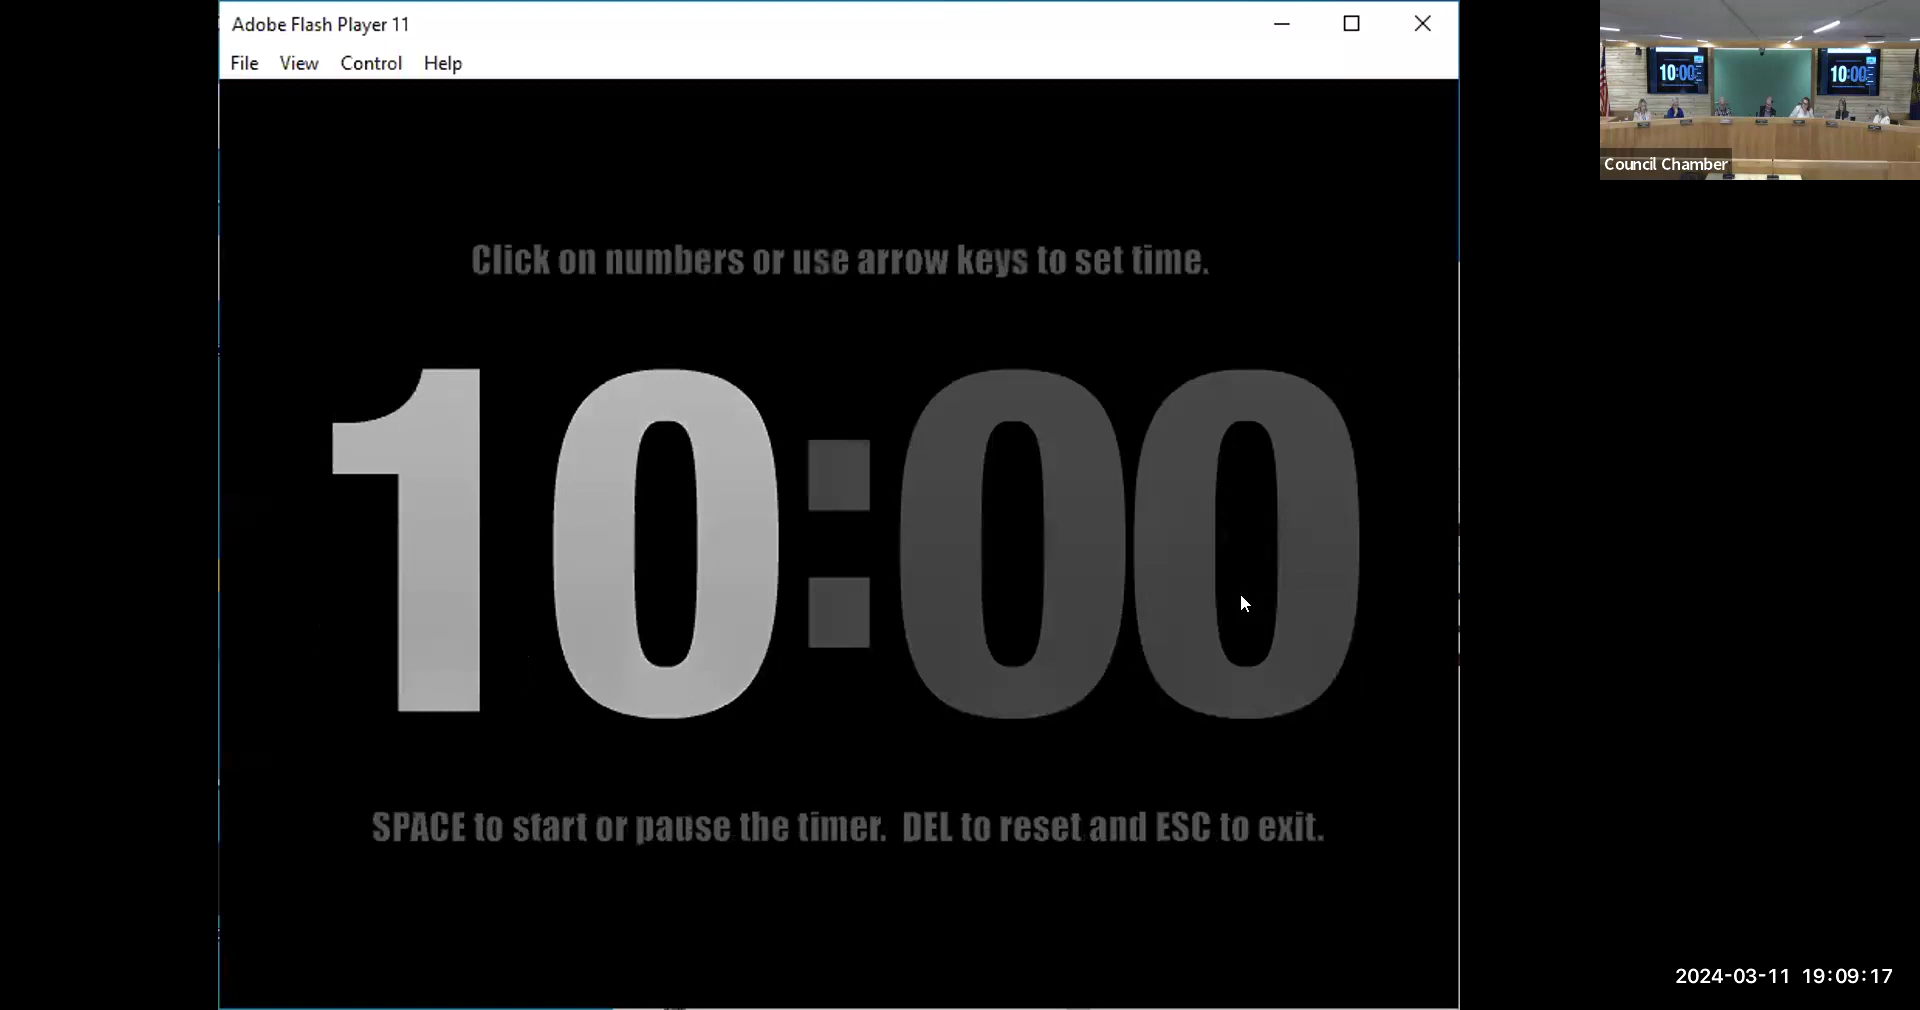 Adobe Flash Player 11
File View Control Help
Click on numbers or use arrow keys to set time.
10:00
SPACE to start or pause the timer. DEL to reset and ESC to exit.
10:00
10:00
Council Chamber
2024-03-11 19:09:17